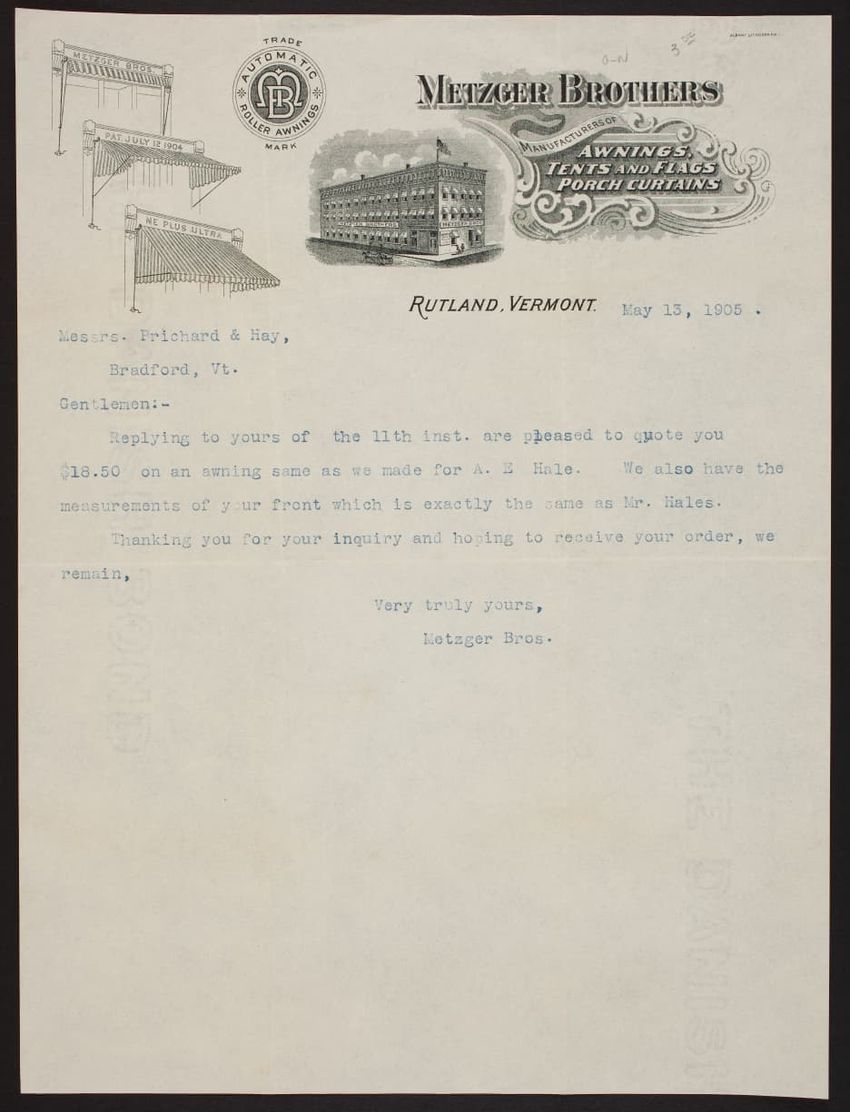 METZGER BROS.
PAT. JULY 12 1904
NE PLUS ULTRA
TRADE
AUTOMATIC
MB
ROLLER AWNINGS
MARK
METZGER BROTHERS
MANUFACTURERS OF
AWNINGS,
TENTS AND FLAGS
PORCH CURTAINS
METZGER BROS
RUTLAND, VERMONT. May 13, 1905 .
Messrs. Prichard & Hay,
Bradford, Vt.
Gentlemen:-
Replying to yours of the 11th inst. are pleased to quote you
$18.50 on an awning same as we made for A. E Hale. We also have the
measurements of your front which is exactly the same as Mr. Hales.
Thanking you for your inquiry and hoping to receive your order, we
remain,
Very truly yours,
Metzger Bros.